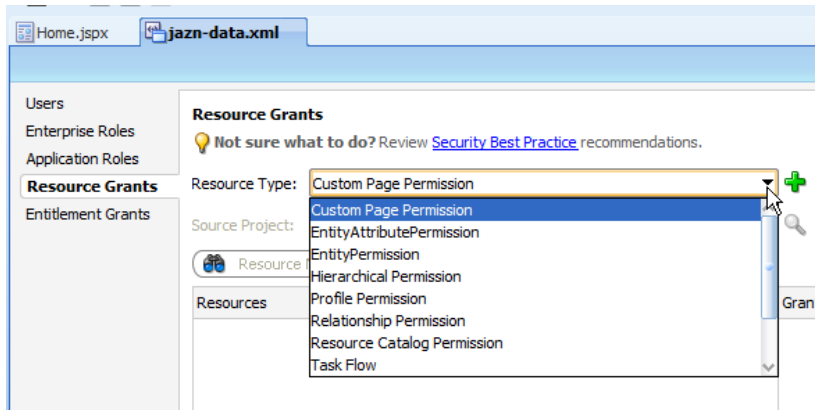 Home.jspx
jazn-data.xml
Users
Enterprise Roles
Application Roles
Resource Grants
Entitlement Grants
Resource Grants
Not sure what to do? Review Security Best Practice recommendations.
Resource Type: Custom Page Permission
Source Project:
Resource
Resources
Gran
Custom Page Permission
EntityAttributePermission
EntityPermission
Hierarchical Permission
Profile Permission
Relationship Permission
Resource Catalog Permission
Task Flow